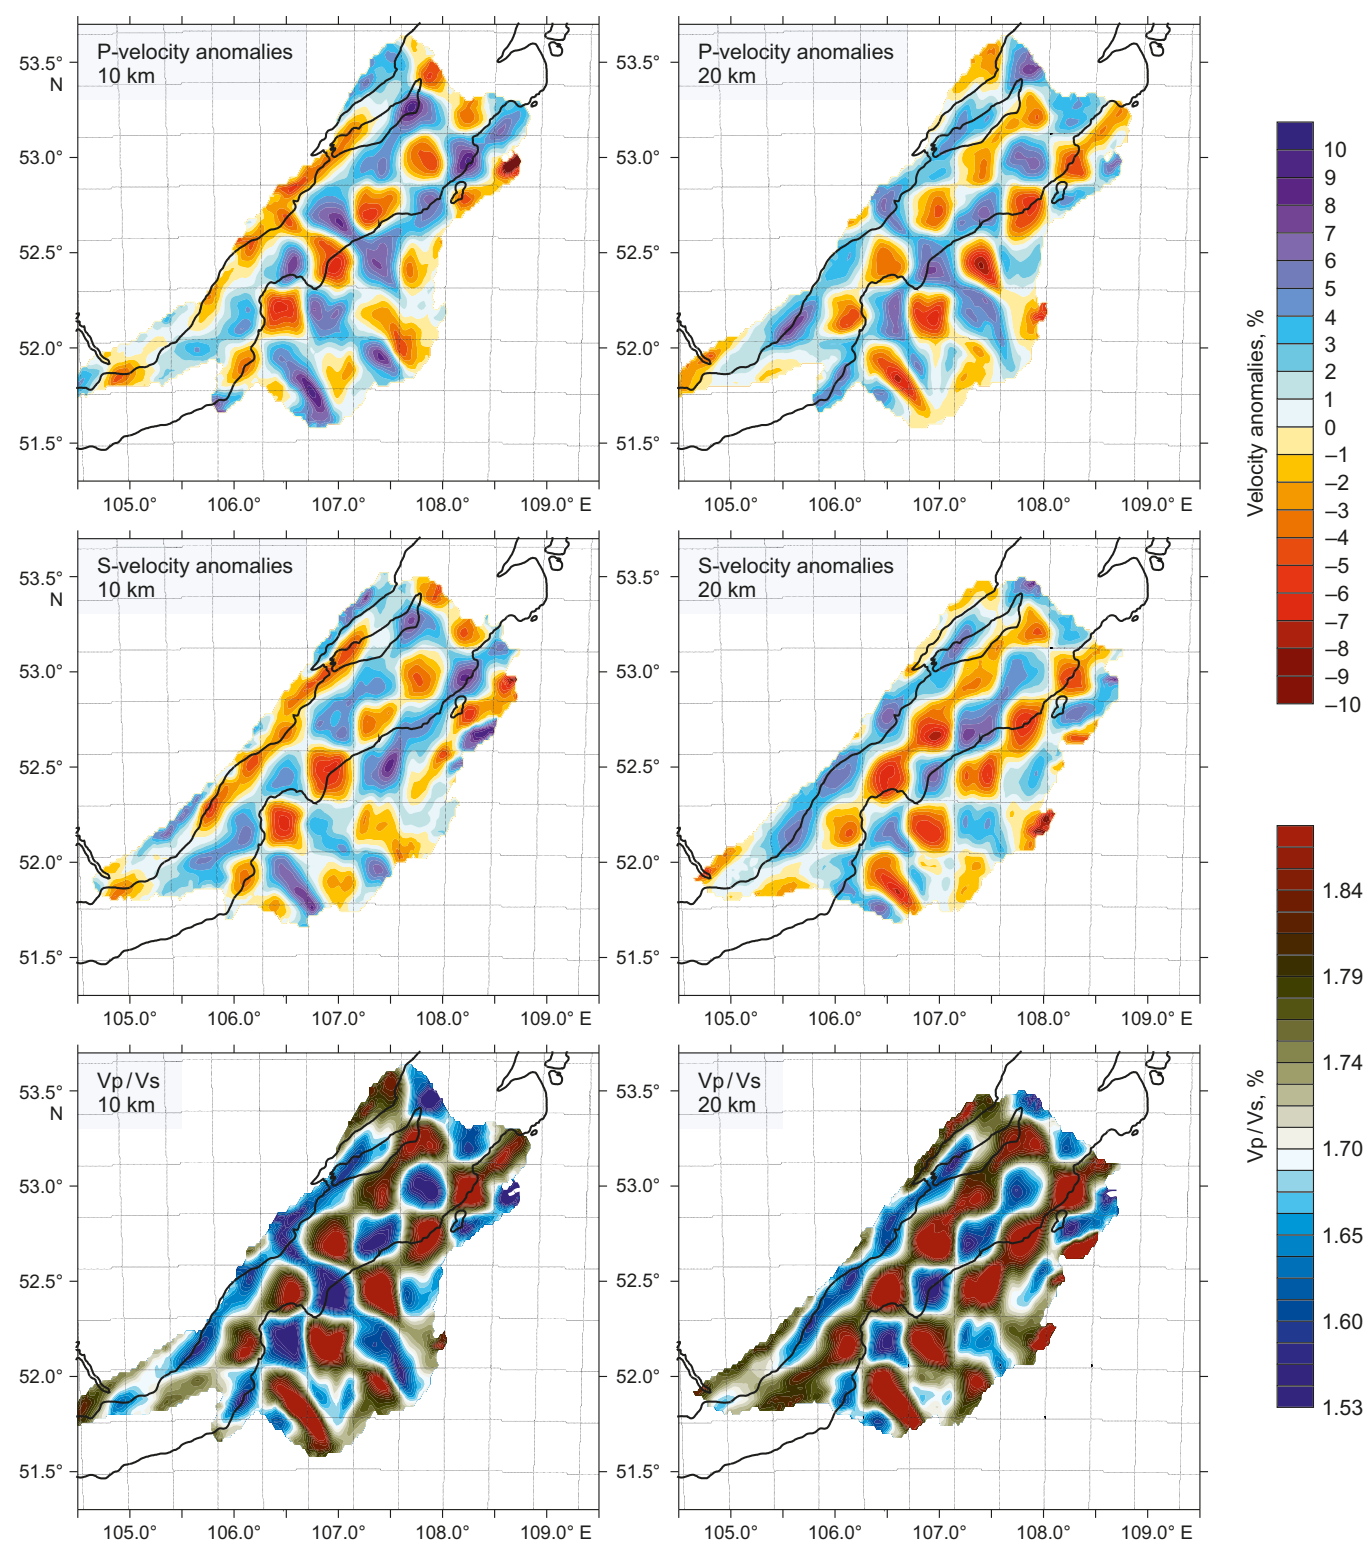 P-velocity anomalies
10 km
53.5°
N
53.0°
52.5°
52.0°
51.5°
105.0° 106.0° 107.0° 108.0° 109.0° E
P-velocity anomalies
20 km
53.5°
53.0°
52.5°
52.0°
51.5°
105.0° 106.0° 107.0° 108.0° 109.0° E
Velocity anomalies, %
10
9
8
7
6
5
4
3
2
1
0
–1
–2
–3
–4
–5
–6
–7
–8
–9
–10
S-velocity anomalies
10 km
53.5°
N
53.0°
52.5°
52.0°
51.5°
105.0° 106.0° 107.0° 108.0° 109.0° E
S-velocity anomalies
20 km
53.5°
53.0°
52.5°
52.0°
51.5°
105.0° 106.0° 107.0° 108.0° 109.0° E
Vp/Vs
10 km
53.5°
N
53.0°
52.5°
52.0°
51.5°
105.0° 106.0° 107.0° 108.0° 109.0° E
Vp/Vs
20 km
53.5°
53.0°
52.5°
52.0°
51.5°
105.0° 106.0° 107.0° 108.0° 109.0° E
Vp/Vs, %
1.84
1.79
1.74
1.70
1.65
1.60
1.53